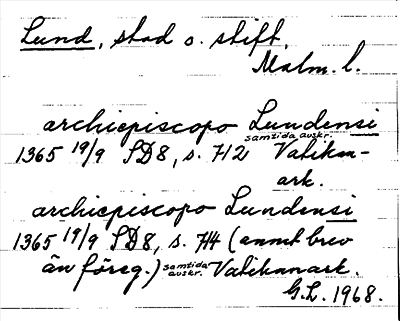 Lund, stad o. stift,
Malm. l.
archiepiscopo Lundensi
samtida avskr.
1365 19/9 SD8, s. 712 Vatikan-
ark.
archiepiscopo Lundensi
1365 19/9 SD8, s. 714 (annat brev
än föreg.) samtida avskr. Vatikanark.
G.L. 1968.